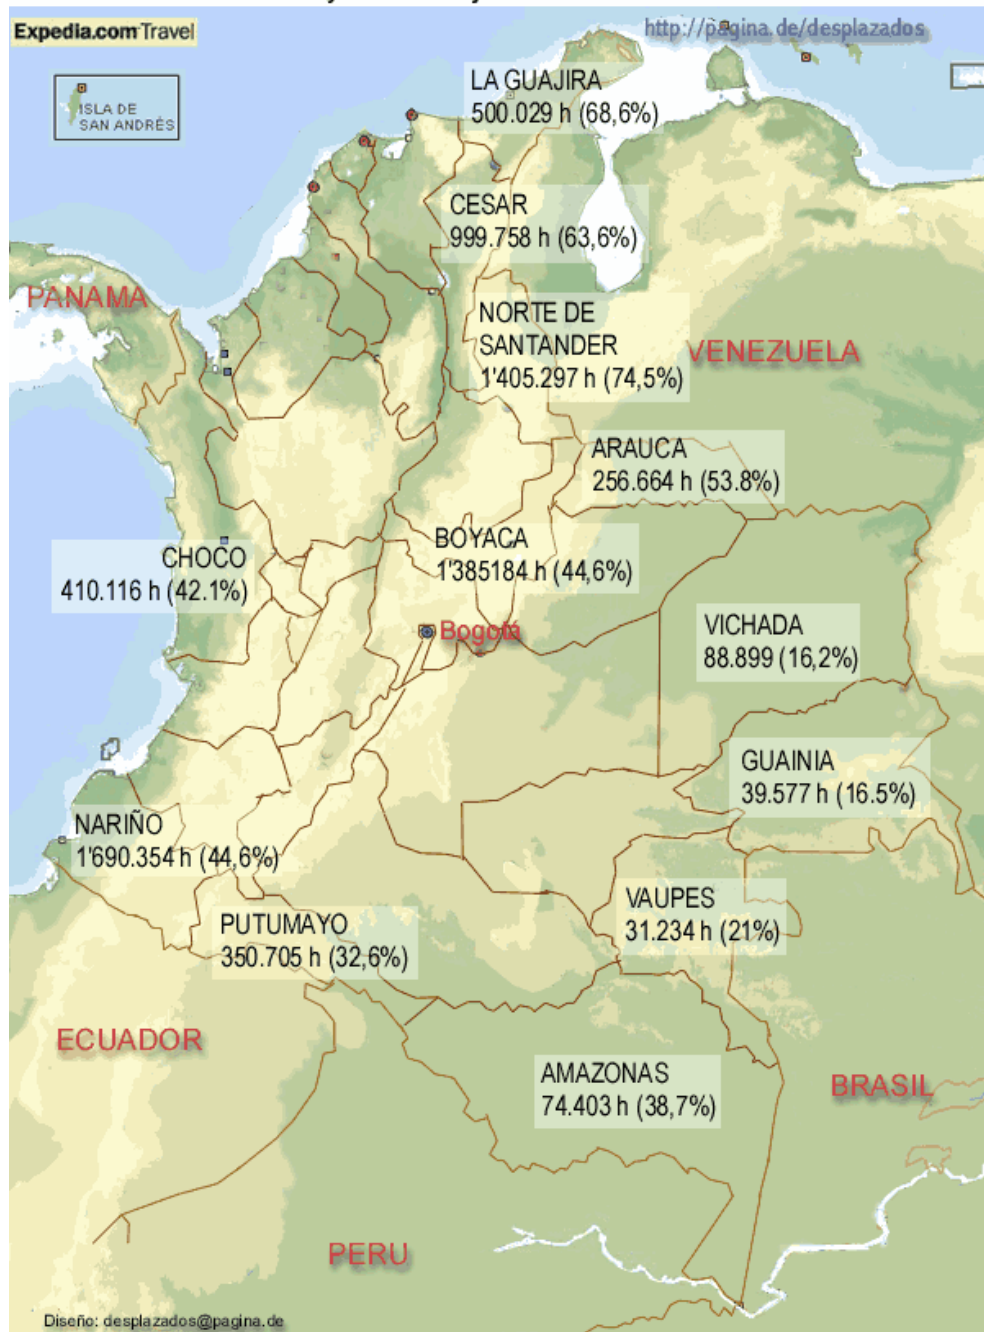 Expedia.com Travel
http://pagina.de/desplazados
ISLA DE
SAN ANDRÉS
LA GUAJIRA
500.029 h (68,6%)
CESAR
999.758 h (63,6%)
PANAMA
NORTE DE
SANTANDER
1'405.297 h (74,5%)
VENEZUELA
ARAUCA
256.664 h (53.8%)
BOYACA
1'385184 h (44,6%)
CHOCO
410.116 h (42.1%)
Bogotá
VICHADA
88.899 (16,2%)
GUAINIA
39.577 h (16.5%)
NARIÑO
1'690.354 h (44,6%)
VAUPES
31.234 h (21%)
PUTUMAYO
350.705 h (32,6%)
ECUADOR
AMAZONAS
74.403 h (38,7%)
BRASIL
PERU
Diseño: desplazados@pagina.de